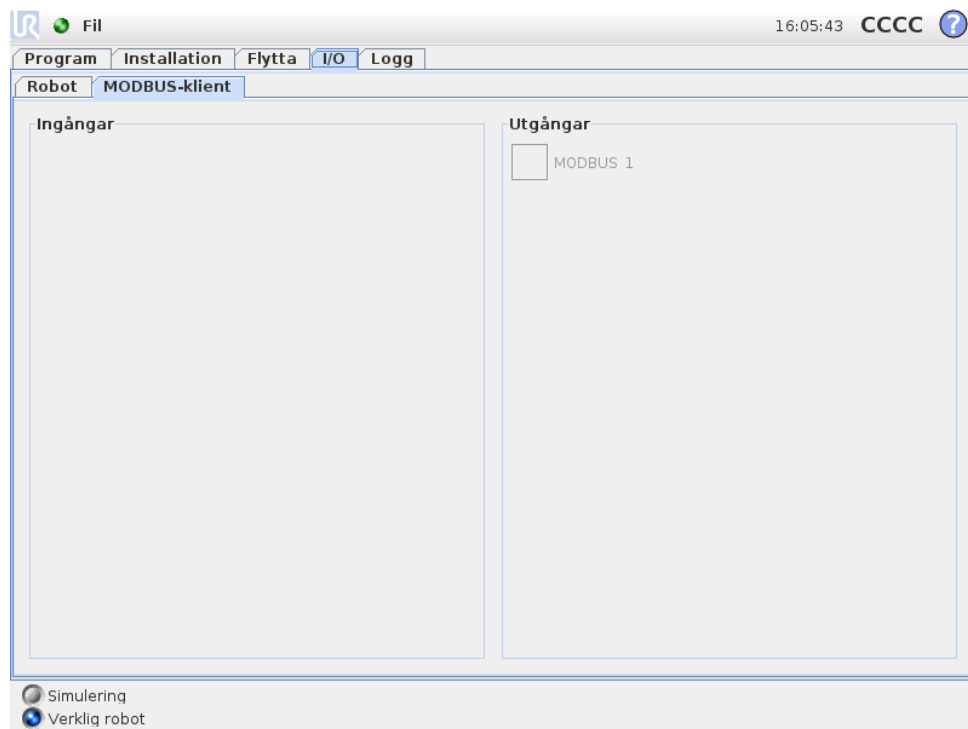 UR Fil 16:05:43 CCCC ?
Program Installation Flytta I/O Logg
Robot MODBUS-klient
Ingångar Utgångar
MODBUS 1
Simulering
Verklig robot